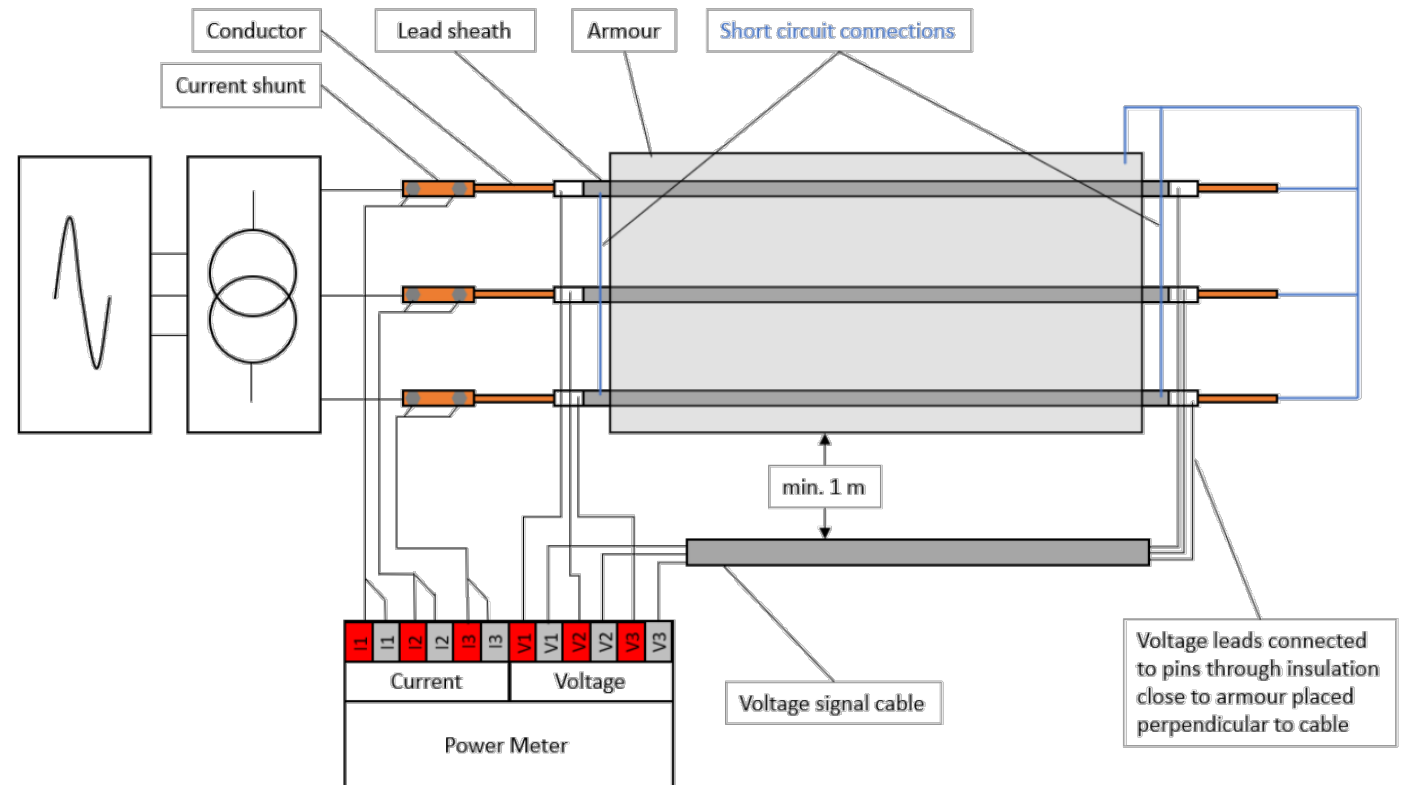 Conductor
Lead sheath
Armour
Short circuit connections
Current shunt
min. 1 m
I1
I1
I2
I2
I3
I3
V1
V1
V2
V2
V3
V3
Current
Voltage
Power Meter
Voltage signal cable
Voltage leads connected
to pins through insulation
close to armour placed
perpendicular to cable